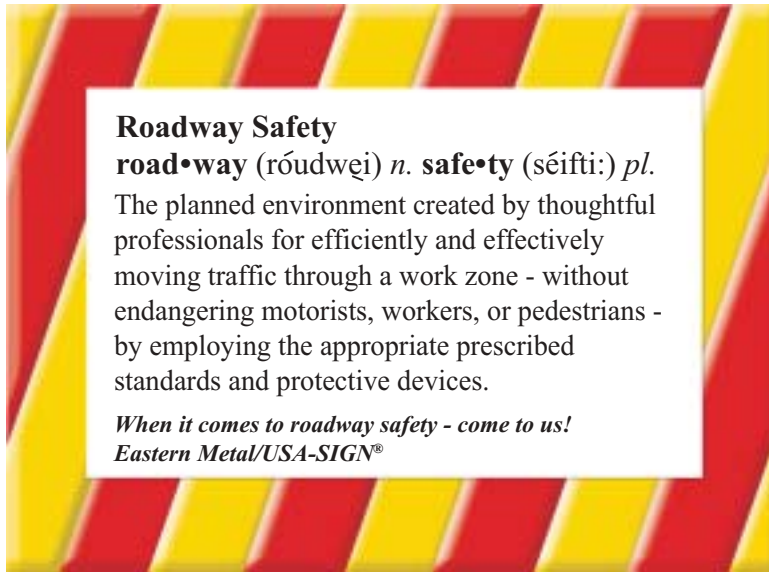 Roadway Safety
road•way (róudwẹi) n. safe•ty (séifti:) pl.
The planned environment created by thoughtful
professionals for efficiently and effectively
moving traffic through a work zone - without
endangering motorists, workers, or pedestrians -
by employing the appropriate prescribed
standards and protective devices.
When it comes to roadway safety - come to us!
Eastern Metal/USA-SIGN®